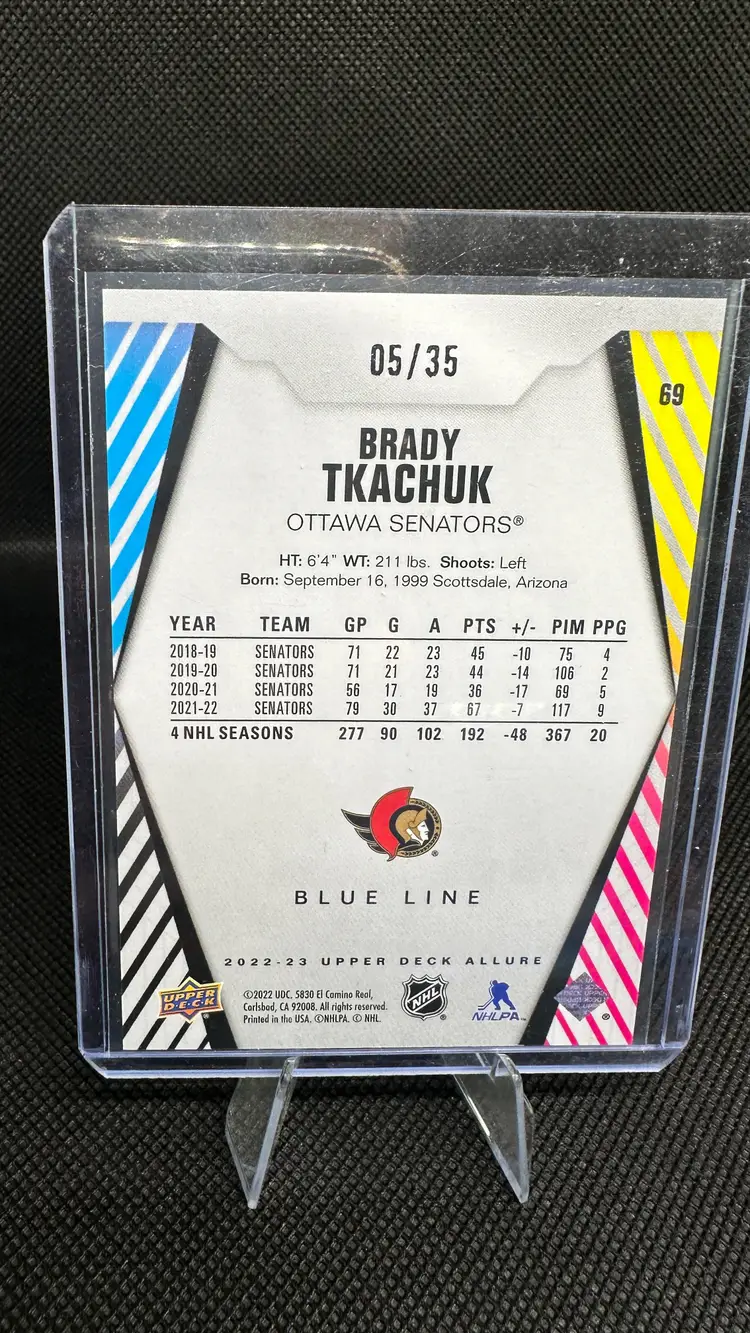 05/35
69
BRADY
TKACHUK
OTTAWA SENATORS®
HT: 6'4" WT: 211 lbs. Shoots: Left
Born: September 16, 1999 Scottsdale, Arizona
YEAR TEAM GP G A PTS +/- PIM PPG
2018-19 SENATORS 71 22 23 45 -10 75 4
2019-20 SENATORS 71 21 23 44 -14 106 2
2020-21 SENATORS 56 17 19 36 -17 69 5
2021-22 SENATORS 79 30 37 67 -7 117 9
4 NHL SEASONS 277 90 102 192 -48 367 20
®
BLUE LINE
2022-23 UPPER DECK ALLURE
UPPER
D·E·C·K
©2022 UDC. 5830 El Camino Real,
Carlsbad, CA 92008. All rights reserved.
Printed in the USA. ©NHLPA. © NHL.
NHL
NHLPA
®